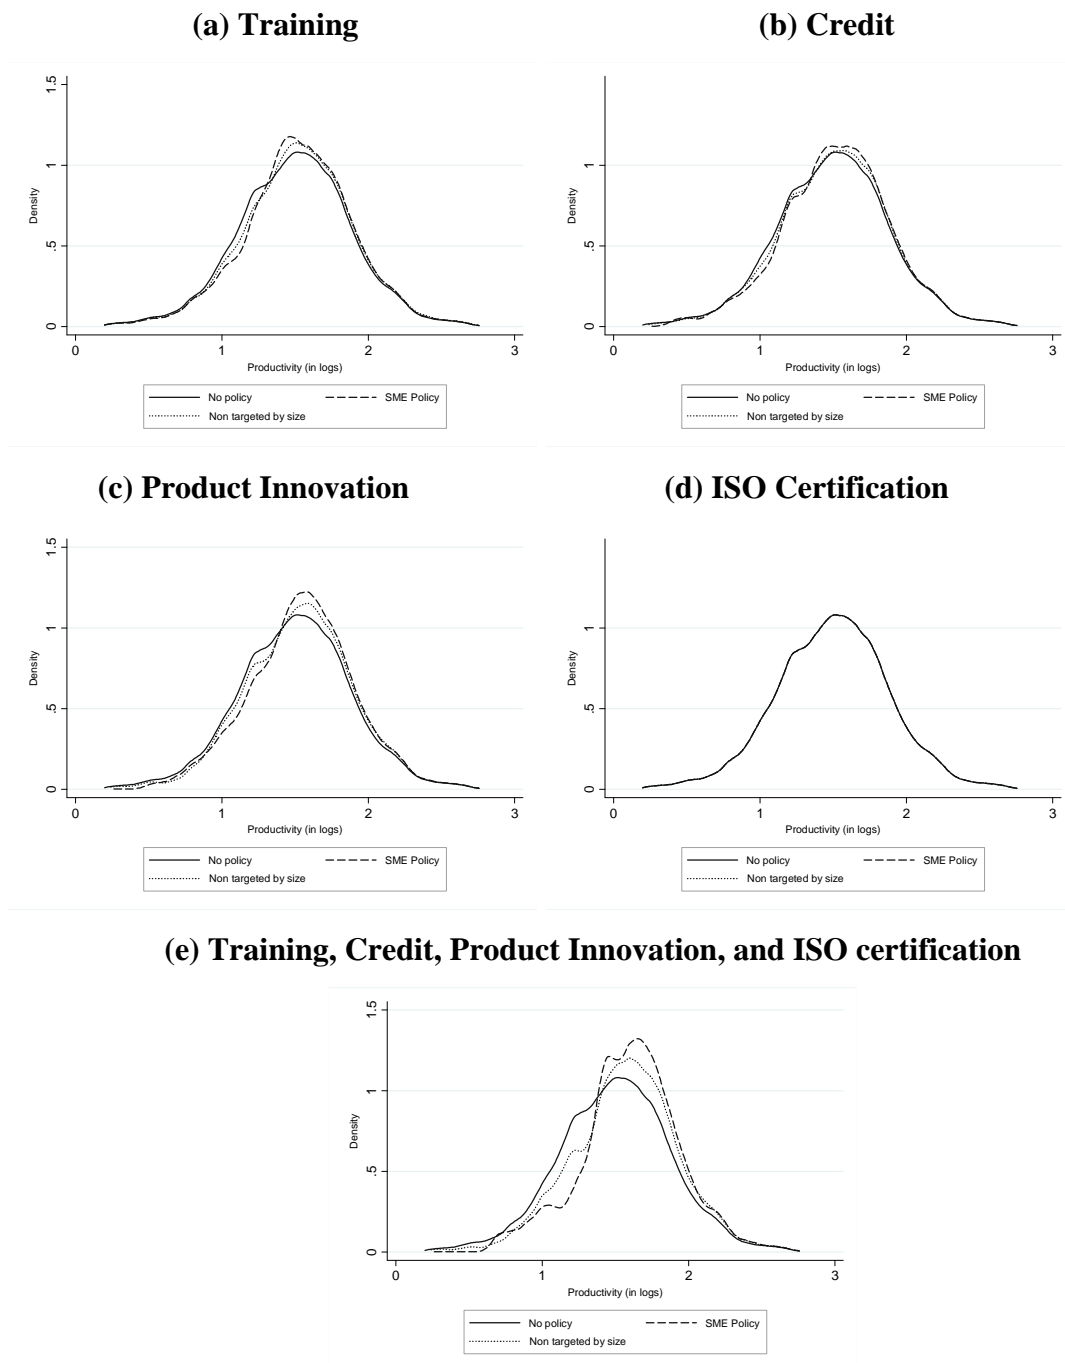 (a) Training
(b) Credit
Density
0 .5 1 1.5
0 1 2 3
Productivity (in logs)
No policy
SME Policy
Non targeted by size
Density
0 .5 1 1.5
0 1 2 3
Productivity (in logs)
No policy
SME Policy
Non targeted by size
(c) Product Innovation
(d) ISO Certification
Density
0 .5 1 1.5
0 1 2 3
Productivity (in logs)
No policy
SME Policy
Non targeted by size
Density
0 .5 1 1.5
0 1 2 3
Productivity (in logs)
No policy
SME Policy
Non targeted by size
(e) Training, Credit, Product Innovation, and ISO certification
Density
0 .5 1 1.5
0 1 2 3
Productivity (in logs)
No policy
SME Policy
Non targeted by size